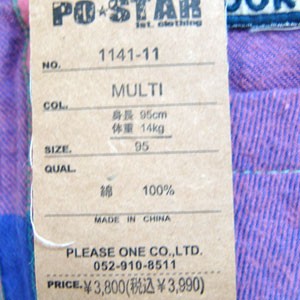 PO★STAR
1st. clothing
NO. 1141-11
COL. MULTI
身長 95cm
体重 14kg
SIZE: 95
QUAL.
綿 100%
MADE IN CHINA
PLEASE ONE CO.,LTD.
052-910-8511
PRICE. ¥3,800(税込¥3,990)